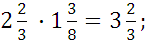 2 2/3 · 1 3/8 = 3 2/3;